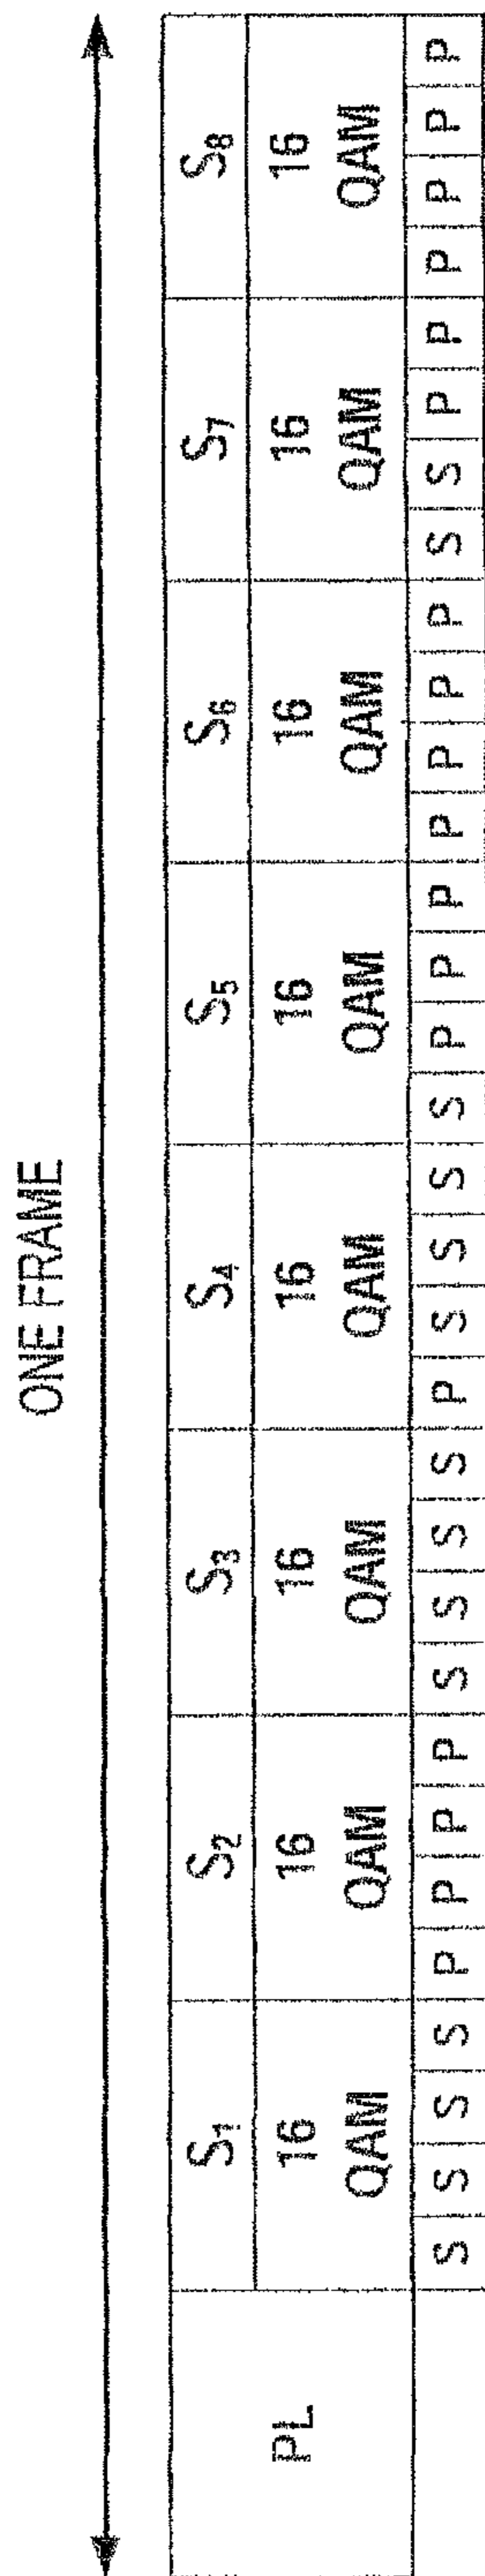 ONE FRAME
PL S₁ S₂ S₃ S₄ S₅ S₆ S₇ S₈
16 16 16 16 16 16 16 16
QAM QAM QAM QAM QAM QAM QAM QAM
S S S S P P P P S S S S P S S S S P P P P P P P S S P P P P P P